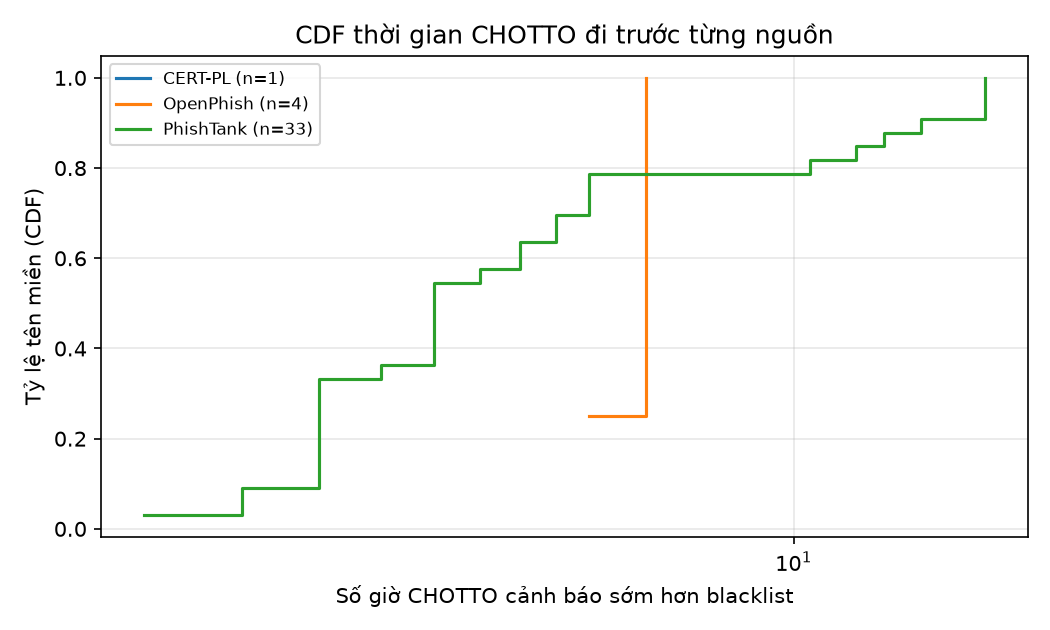 CDF thời gian CHOTTO đi trước từng nguồn
CERT-PL (n=1)
OpenPhish (n=4)
PhishTank (n=33)
Tỷ lệ tên miền (CDF)
1.0
0.8
0.6
0.4
0.2
0.0
10¹
Số giờ CHOTTO cảnh báo sớm hơn blacklist